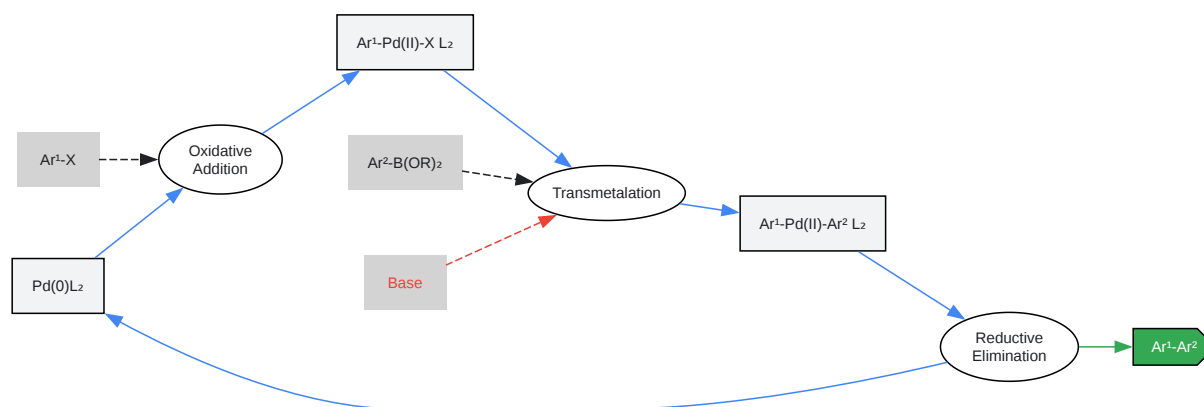 Ar¹-Pd(II)-X L₂
Oxidative
Addition
Ar¹-X
Ar²-B(OR)₂
Transmetalation
Ar¹-Pd(II)-Ar² L₂
Base
Pd(0)L₂
Reductive
Elimination
Ar¹-Ar²